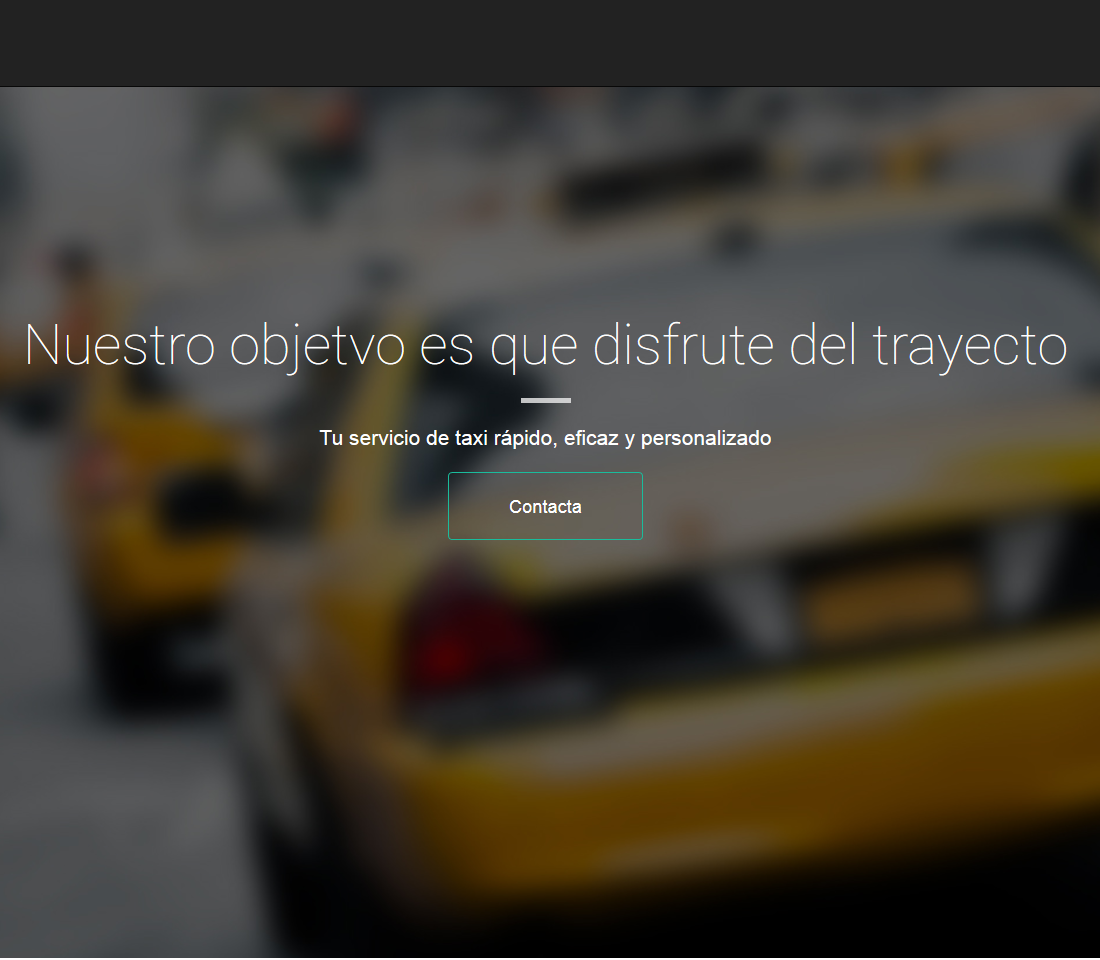 Nuestro objetvo es que disfrute del trayecto
Tu servicio de taxi rápido, eficaz y personalizado
Contacta